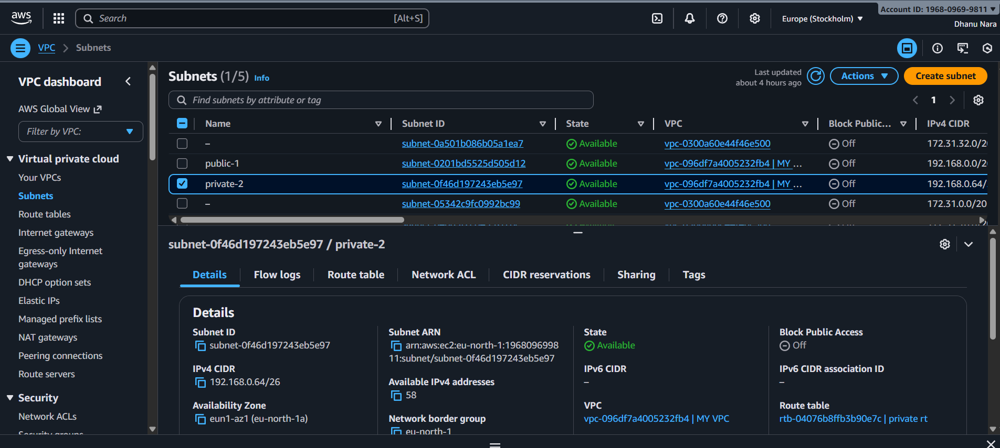 aws
Search [Alt+S]
Europe (Stockholm)
Account ID: 1968-0969-9811
Dhanu Nara
VPC > Subnets
VPC dashboard
AWS Global View
Filter by VPC:
Virtual private cloud
Your VPCs
Subnets
Route tables
Internet gateways
Egress-only Internet
gateways
DHCP option sets
Elastic IPs
Managed prefix lists
NAT gateways
Peering connections
Route servers
Security
Network ACLs
Security groups
Subnets (1/5) Info
Last updated
about 4 hours ago
Actions
Create subnet
Find subnets by attribute or tag
1
Name Subnet ID State VPC Block Public... IPv4 CIDR
– subnet-0a501b086b05a1ea7 Available vpc-0300a60e44f46e500 Off 172.31.32.0/20
public-1 subnet-0201bd5525d505d12 Available vpc-096df7a4005232fb4 | MY ... Off 192.168.0.0/2
private-2 subnet-0f46d197243eb5e97 Available vpc-096df7a4005232fb4 | MY ... Off 192.168.0.64/
– subnet-05342c9fc0992bc99 Available vpc-0300a60e44f46e500 Off 172.31.0.0/20
subnet-0f46d197243eb5e97 / private-2
Details Flow logs Route table Network ACL CIDR reservations Sharing Tags
Details
Subnet ID
subnet-0f46d197243eb5e97
IPv4 CIDR
192.168.0.64/26
Availability Zone
eun1-az1 (eu-north-1a)
Subnet ARN
arn:aws:ec2:eu-north-1:1968096998
11:subnet/subnet-0f46d197243eb5e97
Available IPv4 addresses
58
Network border group
eu-north-1
State
Available
IPv6 CIDR
–
VPC
vpc-096df7a4005232fb4 | MY VPC
Block Public Access
Off
IPv6 CIDR association ID
–
Route table
rtb-04076b8ffb3b90e7c | private rt